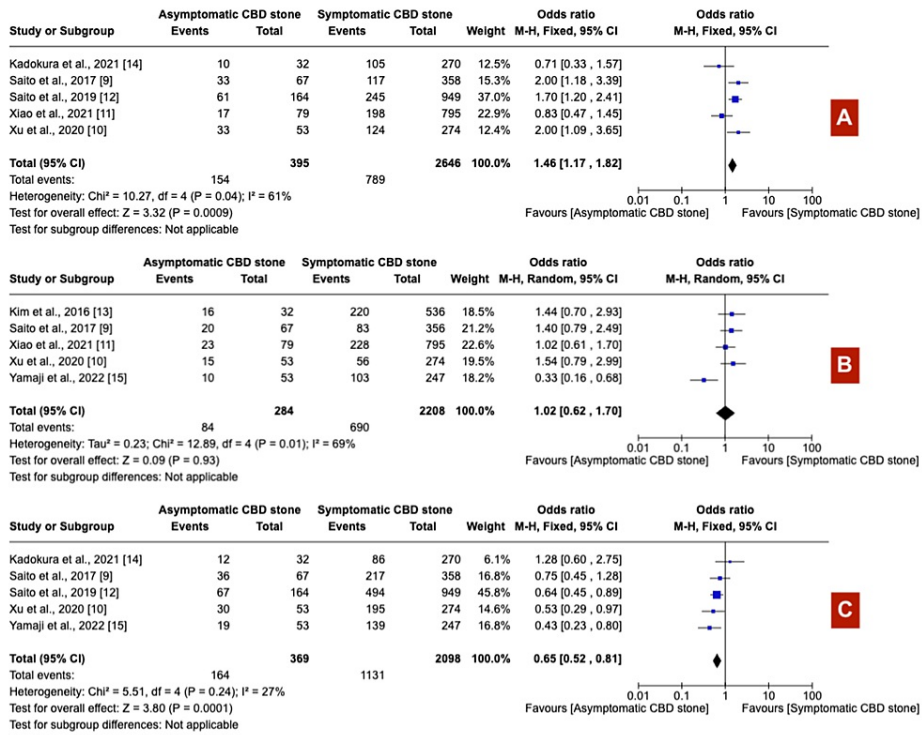 Asymptomatic CBD stone Symptomatic CBD stone Odds ratio Odds ratio
Study or Subgroup Events Total Events Total Weight M-H, Fixed, 95% CI M-H, Fixed, 95% CI
Kadokura et al., 2021 [14] 10 32 105 270 12.5% 0.71 [0.33 , 1.57]
Saito et al., 2017 [9] 33 67 117 358 15.3% 2.00 [1.18 , 3.39]
Saito et al., 2019 [12] 61 164 245 949 37.0% 1.70 [1.20 , 2.41]
Xiao et al., 2021 [11] 17 79 198 795 22.9% 0.83 [0.47 , 1.45]
Xu et al., 2020 [10] 33 53 124 274 12.4% 2.00 [1.09 , 3.65]
A
Total (95% CI) 395 2646 100.0% 1.46 [1.17 , 1.82]
Total events: 154 789
Heterogeneity: Chi² = 10.27, df = 4 (P = 0.04); I² = 61%
Test for overall effect: Z = 3.32 (P = 0.0009)
Test for subgroup differences: Not applicable
0.01 0.1 1 10 100
Favours [Asymptomatic CBD stone] Favours [Symptomatic CBD stone]
Asymptomatic CBD stone Symptomatic CBD stone Odds ratio Odds ratio
Study or Subgroup Events Total Events Total Weight M-H, Random, 95% CI M-H, Random, 95% CI
Kim et al., 2016 [13] 16 32 220 536 18.5% 1.44 [0.70 , 2.93]
Saito et al., 2017 [9] 20 67 83 356 21.2% 1.40 [0.79 , 2.49]
Xiao et al., 2021 [11] 23 79 228 795 22.6% 1.02 [0.61 , 1.70]
Xu et al., 2020 [10] 15 53 56 274 19.5% 1.54 [0.79 , 2.99]
Yamaji et al., 2022 [15] 10 53 103 247 18.2% 0.33 [0.16 , 0.68]
B
Total (95% CI) 284 2208 100.0% 1.02 [0.62 , 1.70]
Total events: 84 690
Heterogeneity: Tau² = 0.23; Chi² = 12.89, df = 4 (P = 0.01); I² = 69%
Test for overall effect: Z = 0.09 (P = 0.93)
Test for subgroup differences: Not applicable
0.01 0.1 1 10 100
Favours [Asymptomatic CBD stone] Favours [Symptomatic CBD stone]
Asymptomatic CBD stone Symptomatic CBD stone Odds ratio Odds ratio
Study or Subgroup Events Total Events Total Weight M-H, Fixed, 95% CI M-H, Fixed, 95% CI
Kadokura et al., 2021 [14] 12 32 86 270 6.1% 1.28 [0.60 , 2.75]
Saito et al., 2017 [9] 36 67 217 358 16.8% 0.75 [0.45 , 1.28]
Saito et al., 2019 [12] 67 164 494 949 45.8% 0.64 [0.45 , 0.89]
Xu et al., 2020 [10] 30 53 195 274 14.6% 0.53 [0.29 , 0.97]
Yamaji et al., 2022 [15] 19 53 139 247 16.8% 0.43 [0.23 , 0.80]
C
Total (95% CI) 369 2098 100.0% 0.65 [0.52 , 0.81]
Total events: 164 1131
Heterogeneity: Chi² = 5.51, df = 4 (P = 0.24); I² = 27%
Test for overall effect: Z = 3.80 (P = 0.0001)
Test for subgroup differences: Not applicable
0.01 0.1 1 10 100
Favours [Asymptomatic CBD stone] Favours [Symptomatic CBD stone]